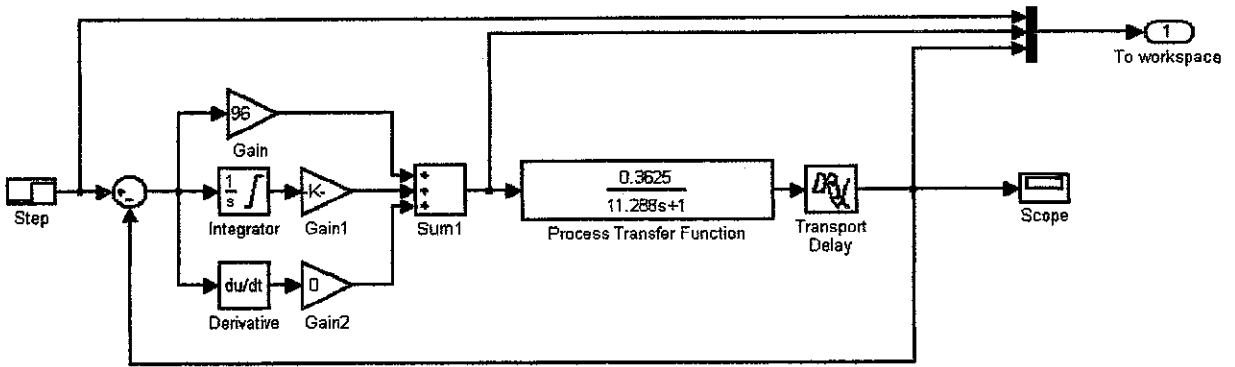 1
To workspace
96
Gain
Step
+
-
1
s
Integrator
-K-
Gain1
+
+
+
Sum1
0.3625
11.288s+1
Process Transfer Function
Transport
Delay
Scope
du/dt
Derivative
0
Gain2